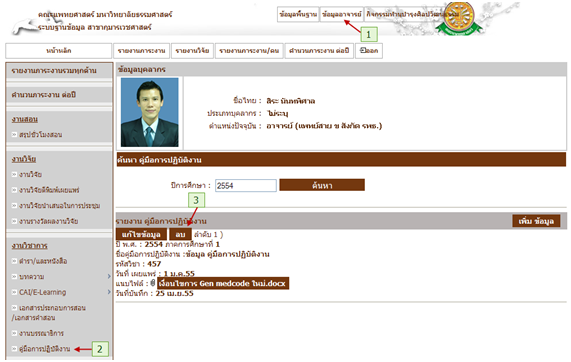 คณะแพทยศาสตร์ มหาวิทยาลัยธรรมศาสตร์
ระบบฐานข้อมูล สาขากุมารเวชศาสตร์
ข้อมูลพื้นฐาน ข้อมูลอาจารย์ กิจกรรมทำนุบำรุงศิลปวัฒนธรรม
1
หน้าหลัก รายงานภาระงาน รายงานวิจัย รายงานภาระงาน/คน คำนวนภาระงาน ต่อปี ออก
รายงานภาระงานรวมทุกด้าน
คำนวนภาระงาน ต่อปี
งานสอน
สรุปชั่วโมงสอน
งานวิจัย
งานวิจัย
งานวิจัยตีพิมพ์เผยแพร่
งานวิจัยนำเสนอในการประชุม
งานรางวัลผลงานวิจัย
งานวิชาการ
ตำรา/และหนังสือ
บทความ
CAI/E-Learning
เอกสารประกอบการสอน
/เอกสารคำสอน
งานบรรณาธิการ
คู่มือการปฏิบัติงาน
2
ข้อมูลบุคลากร
ชื่อไทย : สิระ นันทพิศาล
ประเภทบุคลากร : ไม่ระบุ
ตำแหน่งปัจจุบัน : อาจารย์ (แพทย์สาย ข สังกัด รพธ.)
ค้นหา คู่มือการปฏิบัติงาน
ปีการศึกษา : 2554 ค้นหา
3
รายงาน คู่มือการปฏิบัติงาน เพิ่ม ข้อมูล
แก้ไขข้อมูล ลบ ลำดับ 1 )
ปี พ.ศ. : 2554 ภาคการศึกษาที่ 1
ชื่อคู่มือการปฏิบัติงาน :ข้อมูล คู่มือการปฏิบัติงาน
รหัสวิชา : 457
วันที่ เผยแพร่ : 1 ม.ค.55
แนบไฟล์ : เงื่อนไขการ Gen medcode ใหม่.docx
วันที่บันทึก : 25 เม.ย.55